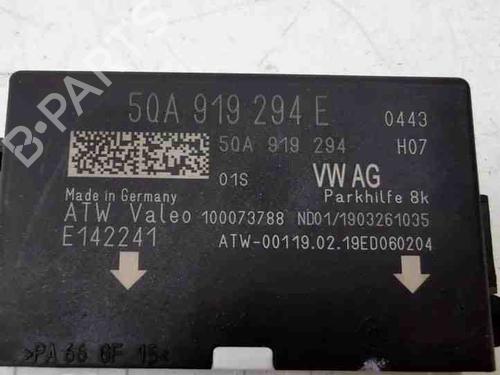 5QA 919 294 E 0443
5QA 919 294 H07
01S VW AG
Parkhilfe 8k
Made in Germany
ATW Valeo 100073788 ND01/1903261035
E142241 ATW-00119.02.19ED060204
>PA 66 GF 15<
B-PARTS